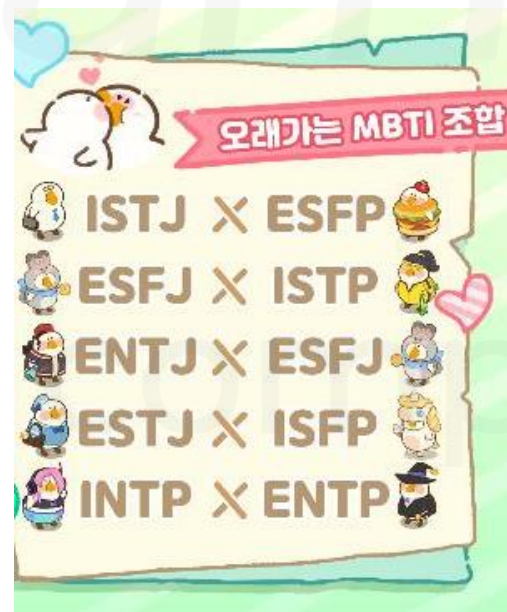 오래가는 MBTI 조합
ISTJ X ESFP
ESFJ X ISTP
ENTJ X ESFJ
ESTJ X ISFP
INTP X ENTP